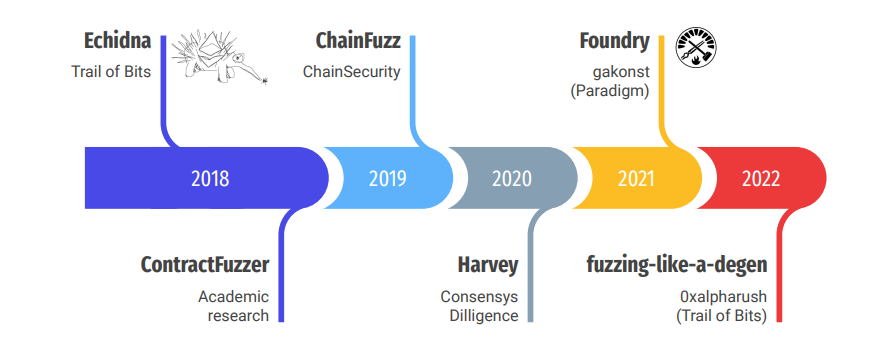 Echidna
Trail of Bits
ChainFuzz
ChainSecurity
Foundry
gakonst
(Paradigm)
2018
2019
2020
2021
2022
ContractFuzzer
Academic
research
Harvey
Consensys
Dilligence
fuzzing-like-a-degen
0xalpharush
(Trail of Bits)